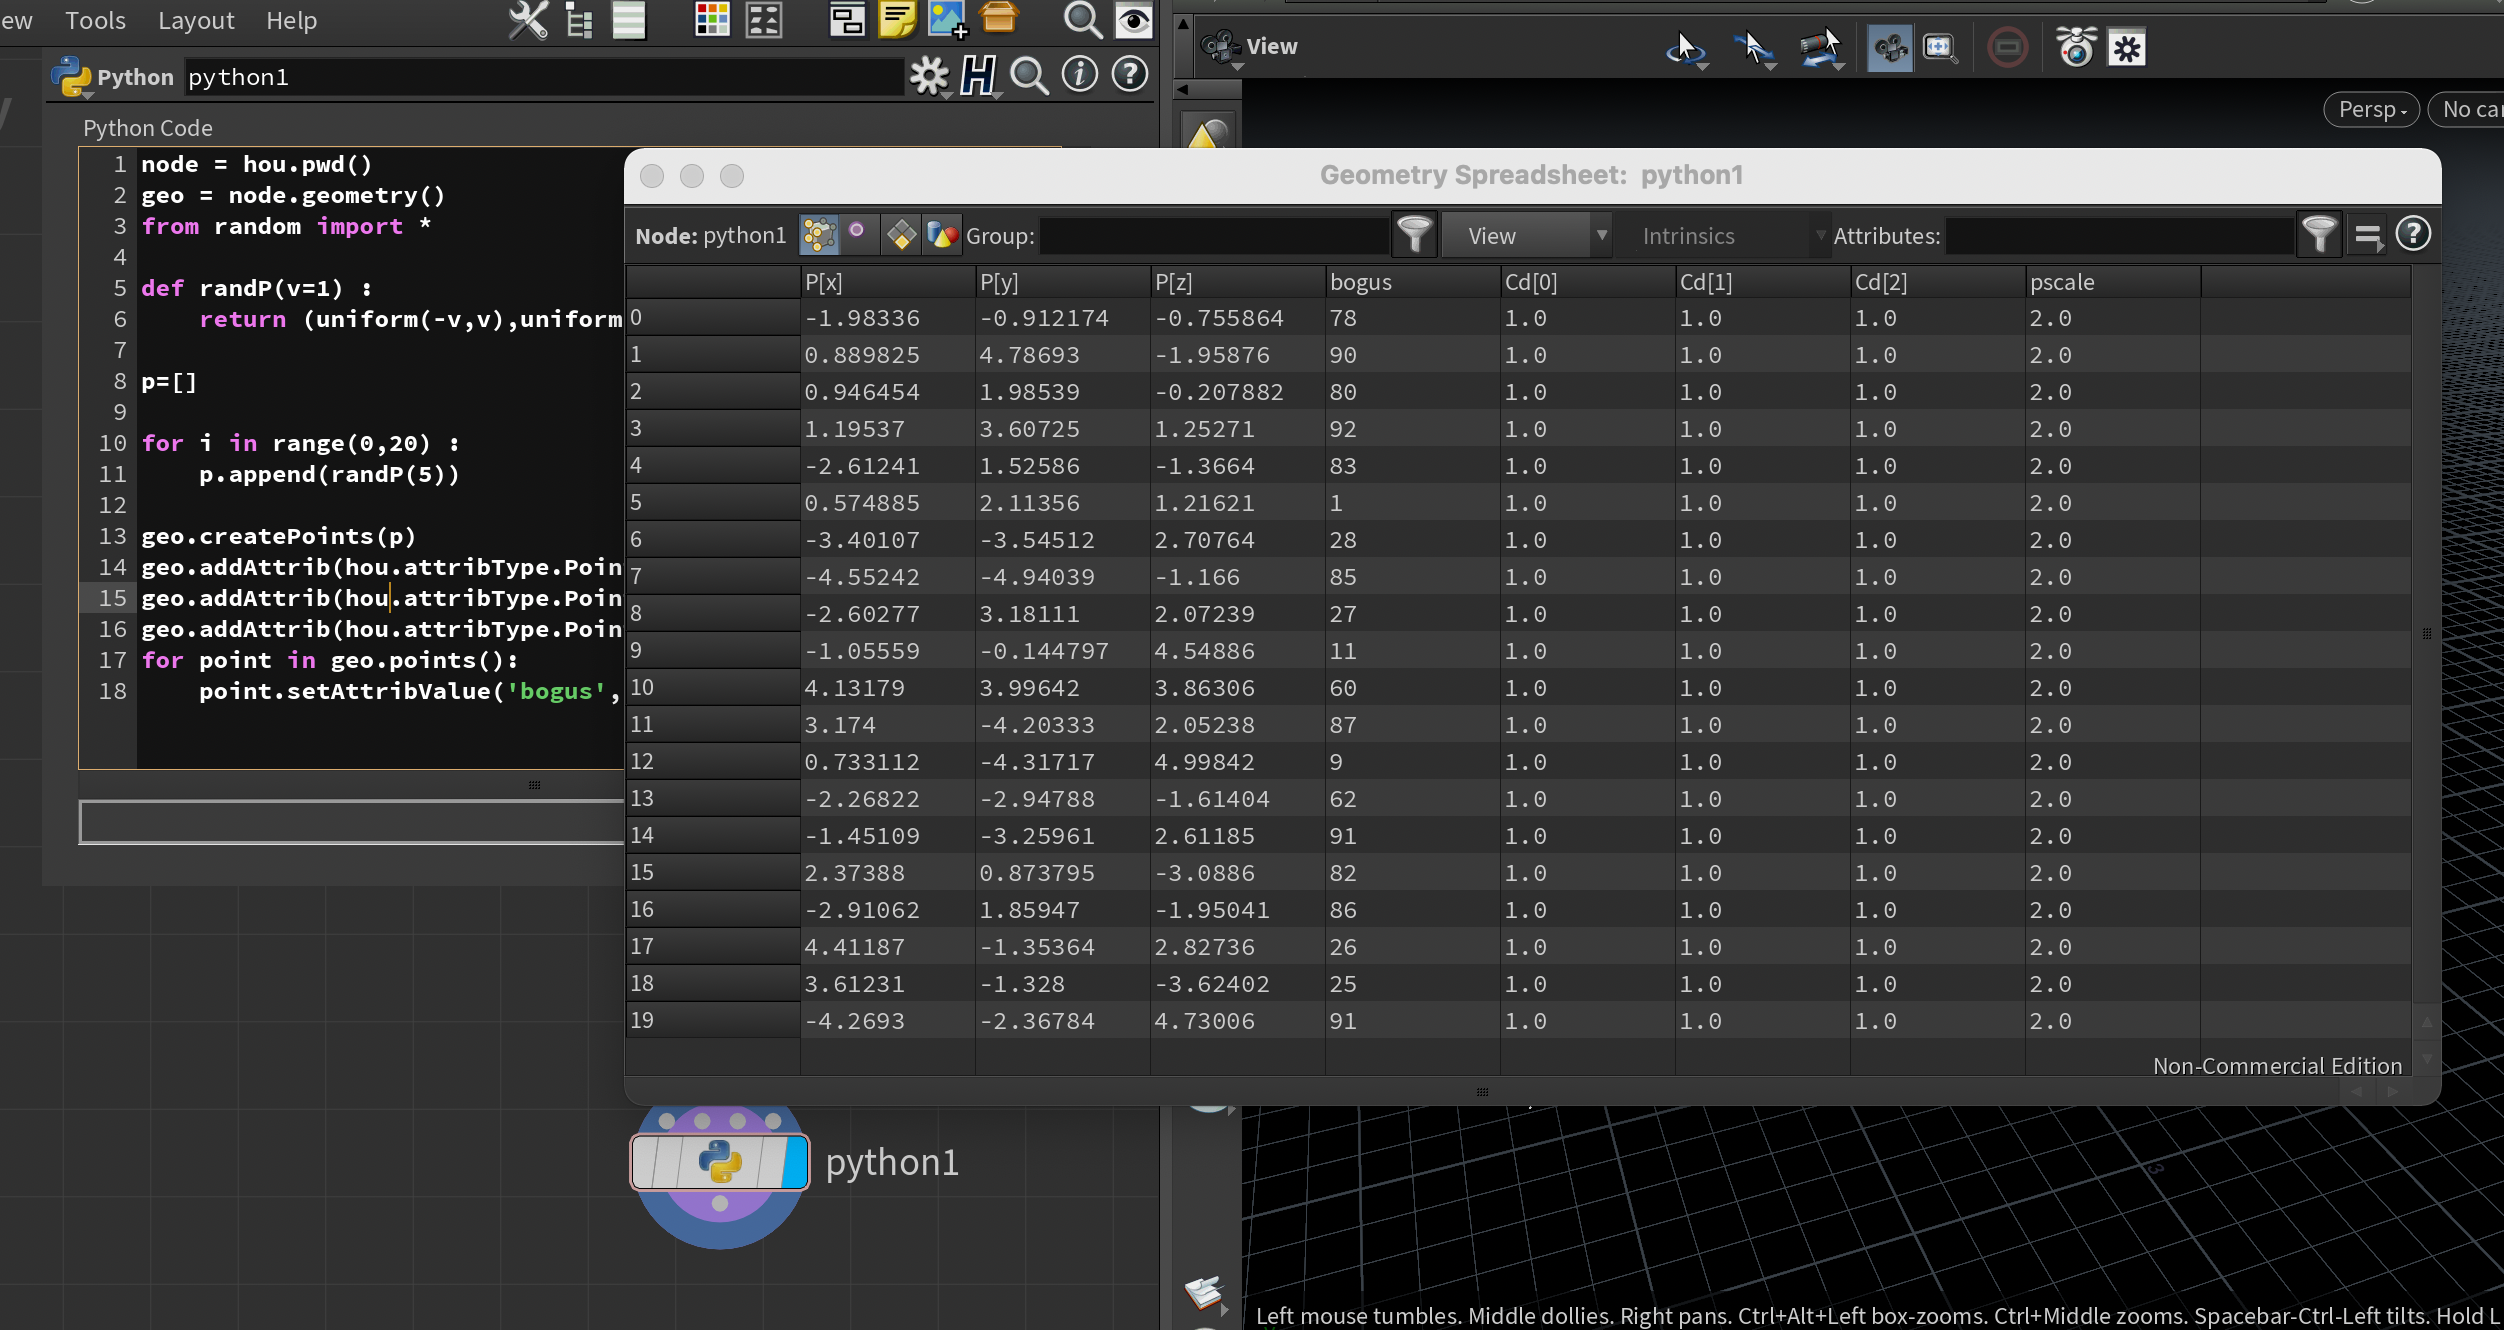 ew Tools Layout Help
Python python1
Python Code
1 node = hou.pwd()
2 geo = node.geometry()
3 from random import *
4
5 def randP(v=1) :
6 return (uniform(-v,v),uniform
7
8 p=[]
9
10 for i in range(0,20) :
11 p.append(randP(5))
12
13 geo.createPoints(p)
14 geo.addAttrib(hou.attribType.Poin
15 geo.addAttrib(hou.attribType.Poin
16 geo.addAttrib(hou.attribType.Poin
17 for point in geo.points():
18 point.setAttribValue('bogus',
View
Persp
No ca
Geometry Spreadsheet: python1
Node: python1 Group: View Intrinsics Attributes:
P[x] P[y] P[z] bogus Cd[0] Cd[1] Cd[2] pscale
0 -1.98336 -0.912174 -0.755864 78 1.0 1.0 1.0 2.0
1 0.889825 4.78693 -1.95876 90 1.0 1.0 1.0 2.0
2 0.946454 1.98539 -0.207882 80 1.0 1.0 1.0 2.0
3 1.19537 3.60725 1.25271 92 1.0 1.0 1.0 2.0
4 -2.61241 1.52586 -1.3664 83 1.0 1.0 1.0 2.0
5 0.574885 2.11356 1.21621 1 1.0 1.0 1.0 2.0
6 -3.40107 -3.54512 2.70764 28 1.0 1.0 1.0 2.0
7 -4.55242 -4.94039 -1.166 85 1.0 1.0 1.0 2.0
8 -2.60277 3.18111 2.07239 27 1.0 1.0 1.0 2.0
9 -1.05559 -0.144797 4.54886 11 1.0 1.0 1.0 2.0
10 4.13179 3.99642 3.86306 60 1.0 1.0 1.0 2.0
11 3.174 -4.20333 2.05238 87 1.0 1.0 1.0 2.0
12 0.733112 -4.31717 4.99842 9 1.0 1.0 1.0 2.0
13 -2.26822 -2.94788 -1.61404 62 1.0 1.0 1.0 2.0
14 -1.45109 -3.25961 2.61185 91 1.0 1.0 1.0 2.0
15 2.37388 0.873795 -3.0886 82 1.0 1.0 1.0 2.0
16 -2.91062 1.85947 -1.95041 86 1.0 1.0 1.0 2.0
17 4.41187 -1.35364 2.82736 26 1.0 1.0 1.0 2.0
18 3.61231 -1.328 -3.62402 25 1.0 1.0 1.0 2.0
19 -4.2693 -2.36784 4.73006 91 1.0 1.0 1.0 2.0
Non-Commercial Edition
python1
Left mouse tumbles. Middle dollies. Right pans. Ctrl+Alt+Left box-zooms. Ctrl+Middle zooms. Spacebar-Ctrl-Left tilts. Hold L